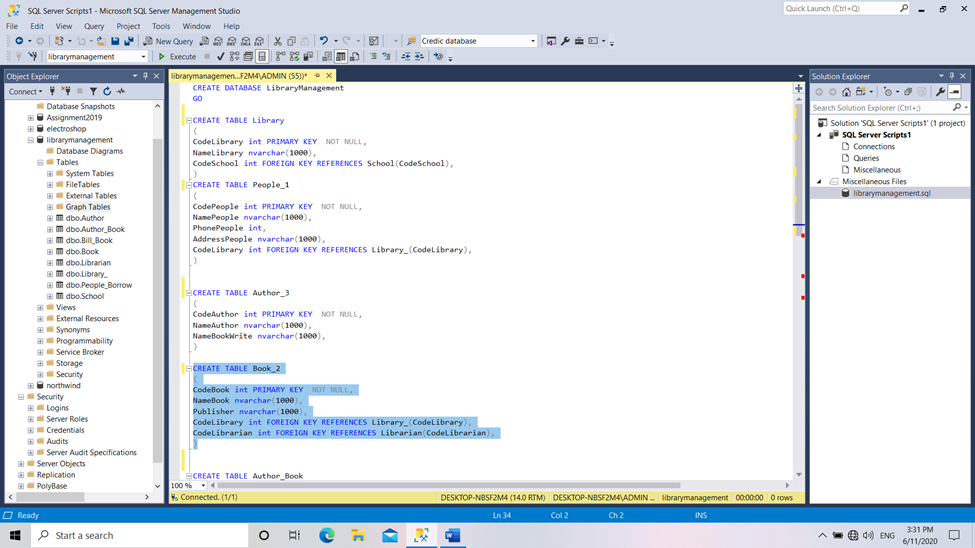 SQL Server Scripts1 - Microsoft SQL Server Management Studio
Quick Launch (Ctrl+Q)
File Edit View Query Project Tools Window Help
New Query
Credic database
librarymanagement
Execute
Object Explorer
Connect
Database Snapshots
Assignment2019
electroshop
librarymanagement
Database Diagrams
Tables
System Tables
FileTables
External Tables
Graph Tables
dbo.Author
dbo.Author_Book
dbo.Bill_Book
dbo.Book
dbo.Librarian
dbo.Library_
dbo.People_Borrow
dbo.School
Views
External Resources
Synonyms
Programmability
Service Broker
Storage
Security
northwind
Security
Logins
Server Roles
Credentials
Audits
Server Audit Specifications
Server Objects
Replication
PolyBase
librarymanagemen...F2M4\ADMIN (55))*
CREATE DATABASE LibraryManagement
GO
CREATE TABLE Library
(
CodeLibrary int PRIMARY KEY NOT NULL,
NameLibrary nvarchar(1000),
CodeSchool int FOREIGN KEY REFERENCES School(CodeSchool),
)
CREATE TABLE People_1
(
CodePeople int PRIMARY KEY NOT NULL,
NamePeople nvarchar(1000),
PhonePeople int,
AddressPeople nvarchar(1000),
CodeLibrary int FOREIGN KEY REFERENCES Library_(CodeLibrary),
)
CREATE TABLE Author_3
(
CodeAuthor int PRIMARY KEY NOT NULL,
NameAuthor nvarchar(1000),
NameBookWrite nvarchar(1000),
)
CREATE TABLE Book_2
(
CodeBook int PRIMARY KEY NOT NULL,
NameBook nvarchar(1000),
Publisher nvarchar(1000),
CodeLibrary int FOREIGN KEY REFERENCES Library_(CodeLibrary),
CodeLibrarian int FOREIGN KEY REFERENCES Librarian(CodeLibrarian),
)
CREATE TABLE Author_Book
100 %
Connected. (1/1)
DESKTOP-NBSF2M4 (14.0 RTM) DESKTOP-NBSF2M4\ADMIN ... librarymanagement 00:00:00 0 rows
Solution Explorer
Search Solution Explorer (Ctrl+;)
Solution 'SQL Server Scripts1' (1 project)
SQL Server Scripts1
Connections
Queries
Miscellaneous
Miscellaneous Files
librarymanagement.sql
Ready
Ln 34 Col 2 Ch 2 INS
Start a search
ENG
3:31 PM
6/11/2020